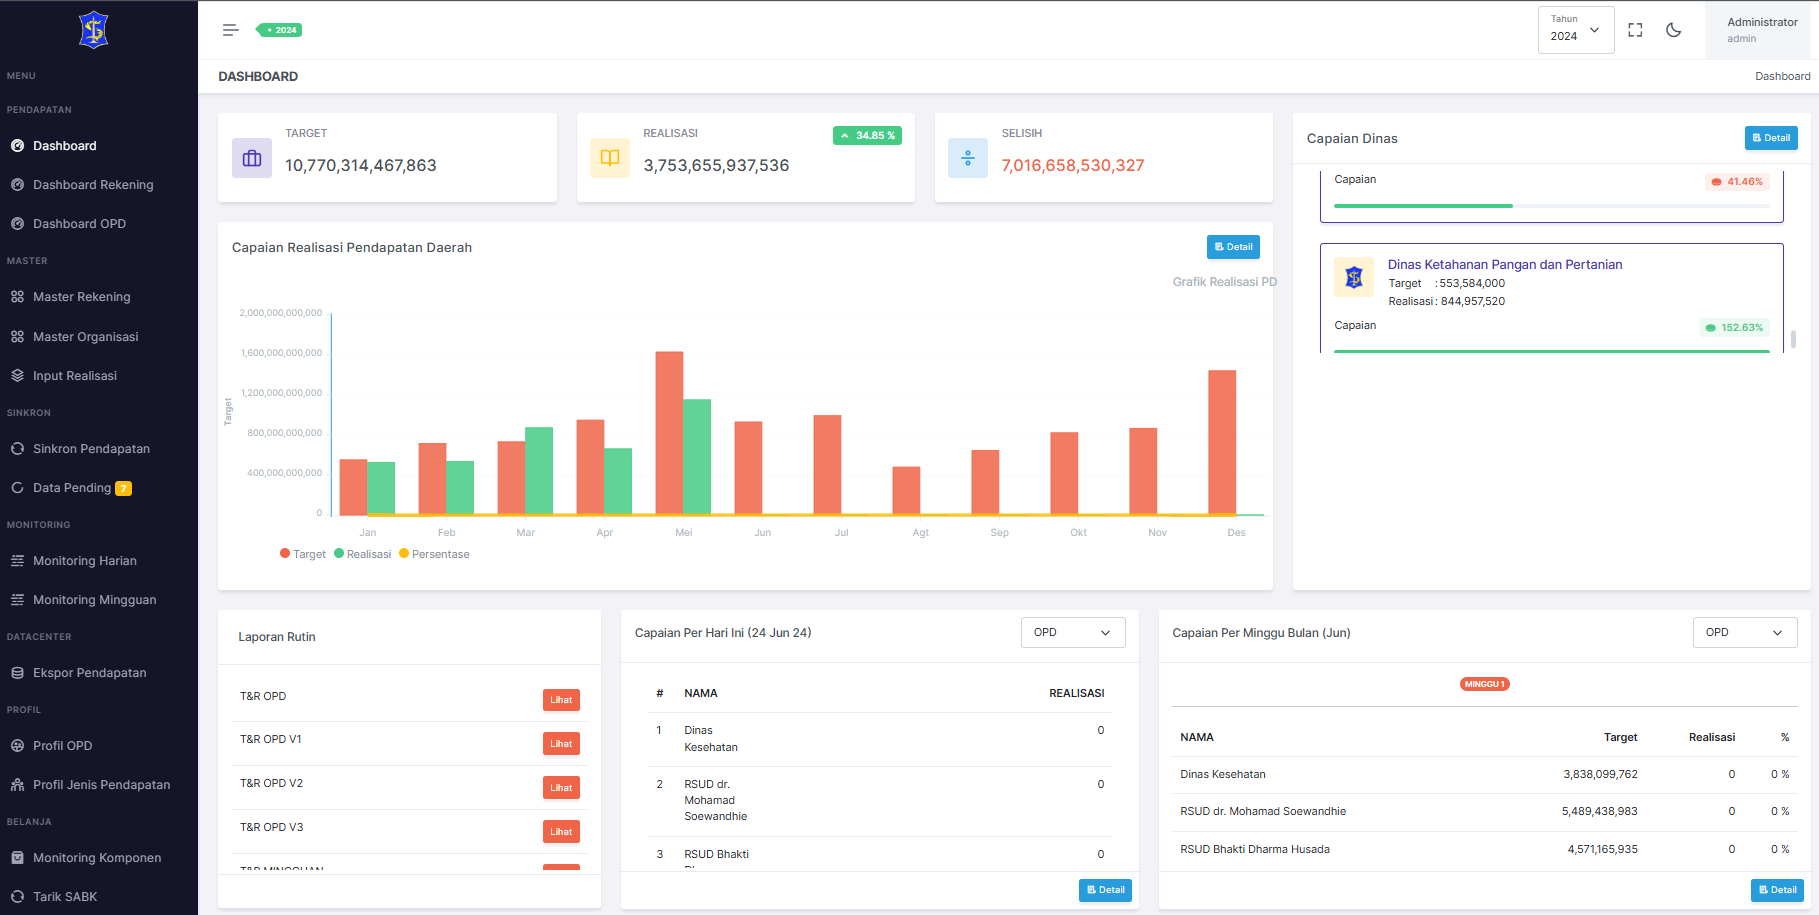 MENU
PENDAPATAN
Dashboard
Dashboard Rekening
Dashboard OPD
MASTER
Master Rekening
Master Organisasi
Input Realisasi
SINKRON
Sinkron Pendapatan
Data Pending 7
MONITORING
Monitoring Harian
Monitoring Mingguan
DATACENTER
Ekspor Pendapatan
PROFIL
Profil OPD
Profil Jenis Pendapatan
BELANJA
Monitoring Komponen
Tarik SABK
• 2024
Tahun
2024
Administrator
admin
DASHBOARD
Dashboard
TARGET
10,770,314,467,863
REALISASI
34.85 %
3,753,655,937,536
SELISIH
7,016,658,530,327
Capaian Realisasi Pendapatan Daerah
Detail
Grafik Realisasi PD
Target
2,000,000,000,000
1,600,000,000,000
1,200,000,000,000
800,000,000,000
400,000,000,000
0
Jan Feb Mar Apr Mei Jun Jul Agt Sep Okt Nov Des
Target Realisasi Persentase
Capaian Dinas
Detail
Capaian 41.46%
Dinas Ketahanan Pangan dan Pertanian
Target : 553,584,000
Realisasi : 844,957,520
Capaian 152.63%
Laporan Rutin
T&R OPD Lihat
T&R OPD V1 Lihat
T&R OPD V2 Lihat
T&R OPD V3 Lihat
T&R MINGGUAN
Capaian Per Hari Ini (24 Jun 24)
OPD
# NAMA REALISASI
1 Dinas Kesehatan 0
2 RSUD dr. Mohamad Soewandhie 0
3 RSUD Bhakti 0
Detail
Capaian Per Minggu Bulan (Jun)
OPD
MINGGU 1
NAMA Target Realisasi %
Dinas Kesehatan 3,838,099,762 0 0 %
RSUD dr. Mohamad Soewandhie 5,489,438,983 0 0 %
RSUD Bhakti Dharma Husada 4,571,165,935 0 0 %
Detail